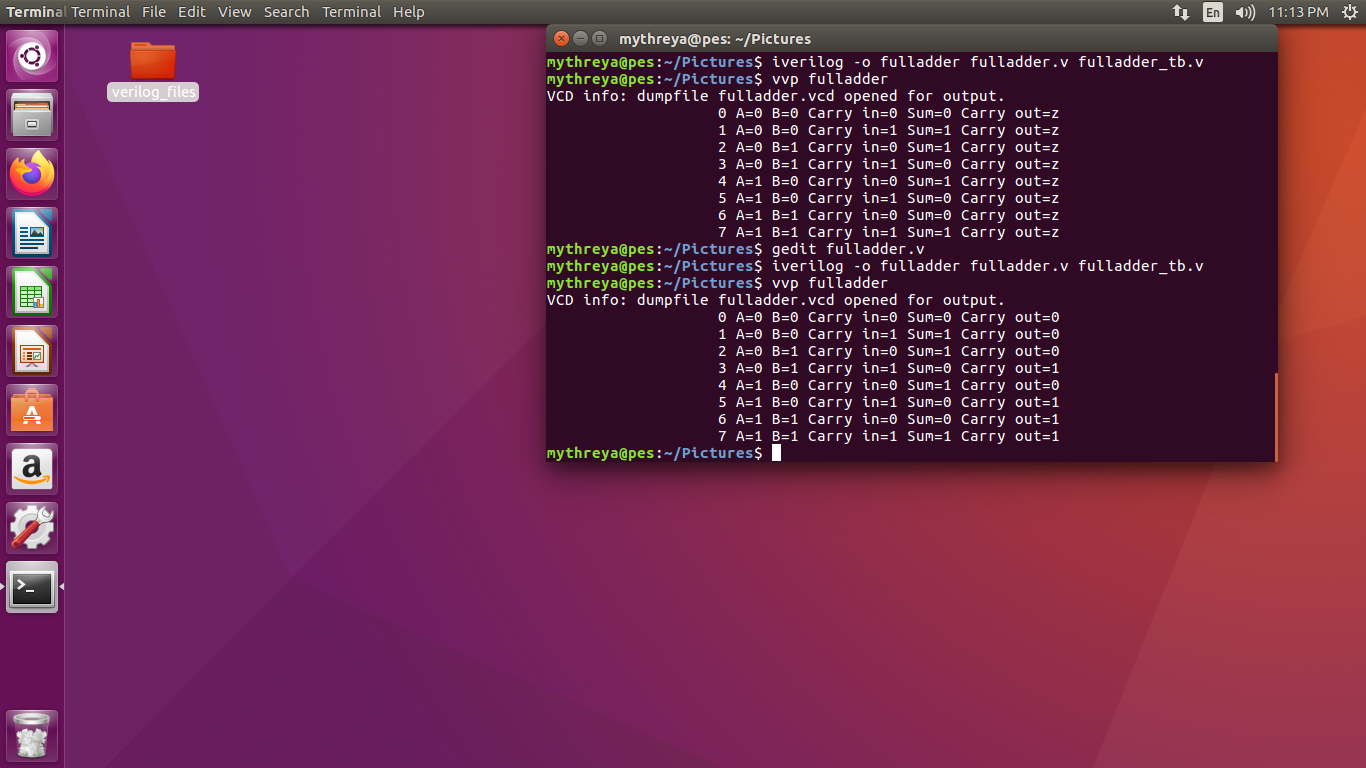 Terminal Terminal File Edit View Search Terminal Help En 11:13 PM
verilog_files
mythreya@pes: ~/Pictures
mythreya@pes:~/Pictures$ iverilog -o fulladder fulladder.v fulladder_tb.v
mythreya@pes:~/Pictures$ vvp fulladder
VCD info: dumpfile fulladder.vcd opened for output.
0 A=0 B=0 Carry in=0 Sum=0 Carry out=z
1 A=0 B=0 Carry in=1 Sum=1 Carry out=z
2 A=0 B=1 Carry in=0 Sum=1 Carry out=z
3 A=0 B=1 Carry in=1 Sum=0 Carry out=z
4 A=1 B=0 Carry in=0 Sum=1 Carry out=z
5 A=1 B=0 Carry in=1 Sum=0 Carry out=z
6 A=1 B=1 Carry in=0 Sum=0 Carry out=z
7 A=1 B=1 Carry in=1 Sum=1 Carry out=z
mythreya@pes:~/Pictures$ gedit fulladder.v
mythreya@pes:~/Pictures$ iverilog -o fulladder fulladder.v fulladder_tb.v
mythreya@pes:~/Pictures$ vvp fulladder
VCD info: dumpfile fulladder.vcd opened for output.
0 A=0 B=0 Carry in=0 Sum=0 Carry out=0
1 A=0 B=0 Carry in=1 Sum=1 Carry out=0
2 A=0 B=1 Carry in=0 Sum=1 Carry out=0
3 A=0 B=1 Carry in=1 Sum=0 Carry out=1
4 A=1 B=0 Carry in=0 Sum=1 Carry out=0
5 A=1 B=0 Carry in=1 Sum=0 Carry out=1
6 A=1 B=1 Carry in=0 Sum=0 Carry out=1
7 A=1 B=1 Carry in=1 Sum=1 Carry out=1
mythreya@pes:~/Pictures$